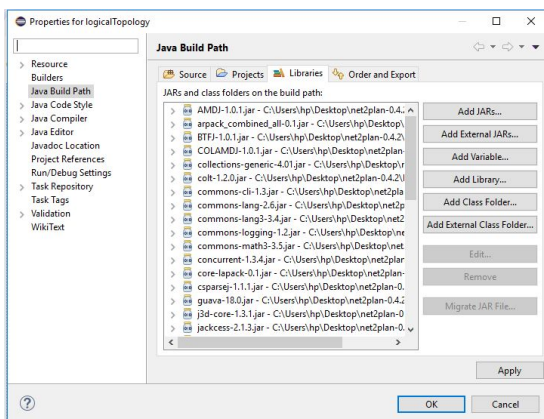 Properties for logicalTopology
Java Build Path
Resource
Builders
Java Build Path
Java Code Style
Java Compiler
Java Editor
Javadoc Location
Project References
Run/Debug Settings
Task Repository
Task Tags
Validation
WikiText
Source
Projects
Libraries
Order and Export
JARs and class folders on the build path:
AMDJ-1.0.1.jar - C:\Users\hp\Desktop\net2plan-0.4.2
arpack_combined_all-0.1.jar - C:\Users\hp\Desktop
BTFJ-1.0.1.jar - C:\Users\hp\Desktop\net2plan-0.4.2\
COLAMDJ-1.0.1.jar - C:\Users\hp\Desktop\net2plan-
collections-generic-4.01.jar - C:\Users\hp\Desktop\r
colt-1.2.0.jar - C:\Users\hp\Desktop\net2plan-0.4.2\l
commons-cli-1.3.jar - C:\Users\hp\Desktop\net2pla
commons-lang-2.6.jar - C:\Users\hp\Desktop\net2p
commons-lang3-3.4.jar - C:\Users\hp\Desktop\net2
commons-logging-1.2.jar - C:\Users\hp\Desktop\ne
commons-math3-3.5.jar - C:\Users\hp\Desktop\net.
concurrent-1.3.4.jar - C:\Users\hp\Desktop\net2plar
core-lapack-0.1.jar - C:\Users\hp\Desktop\net2plan-
csparsej-1.1.1.jar - C:\Users\hp\Desktop\net2plan-0.
guava-18.0.jar - C:\Users\hp\Desktop\net2plan-0.4.2
j3d-core-1.3.1.jar - C:\Users\hp\Desktop\net2plan-0
jackcess-2.1.3.jar - C:\Users\hp\Desktop\net2plan-0.
Add JARs...
Add External JARs...
Add Variable...
Add Library...
Add Class Folder...
Add External Class Folder...
Edit...
Remove
Migrate JAR File...
Apply
OK
Cancel